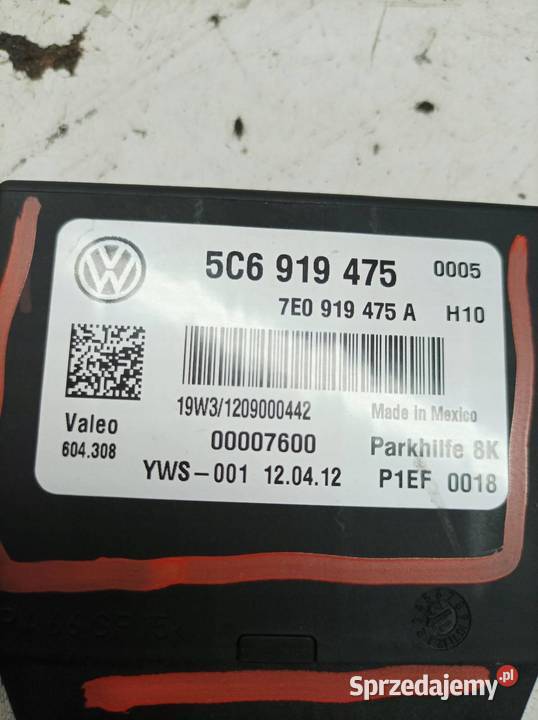 5C6 919 475 0005
7E0 919 475 A H10
19W3/1209000442 Made in Mexico
Valeo 00007600 Parkhilfe 8K
604.308
YWS-001 12.04.12 P1EF 0018
Sprzedajemy.pl